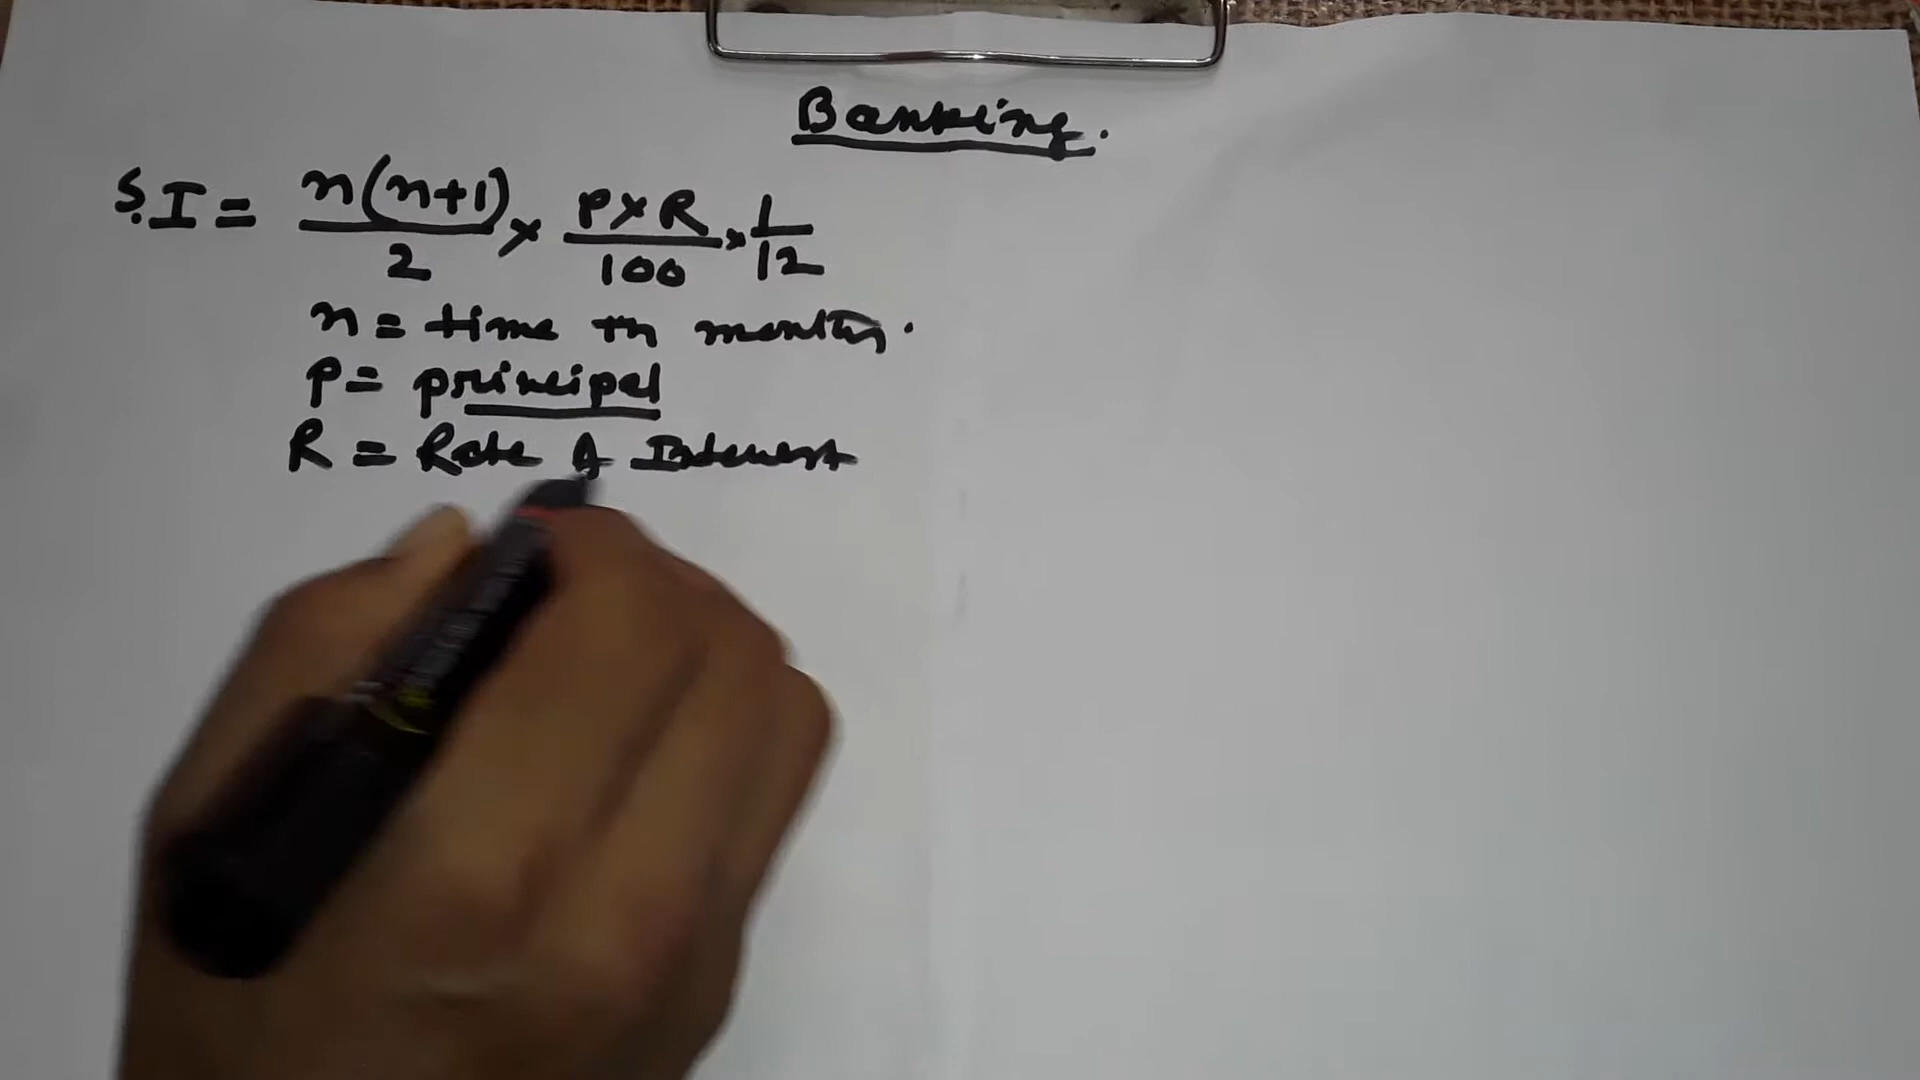 Banking.
S.I = n(n+1)/2 × P×R/100 × 1/12
n = time in months.
P = principal
R = Rate of Interest